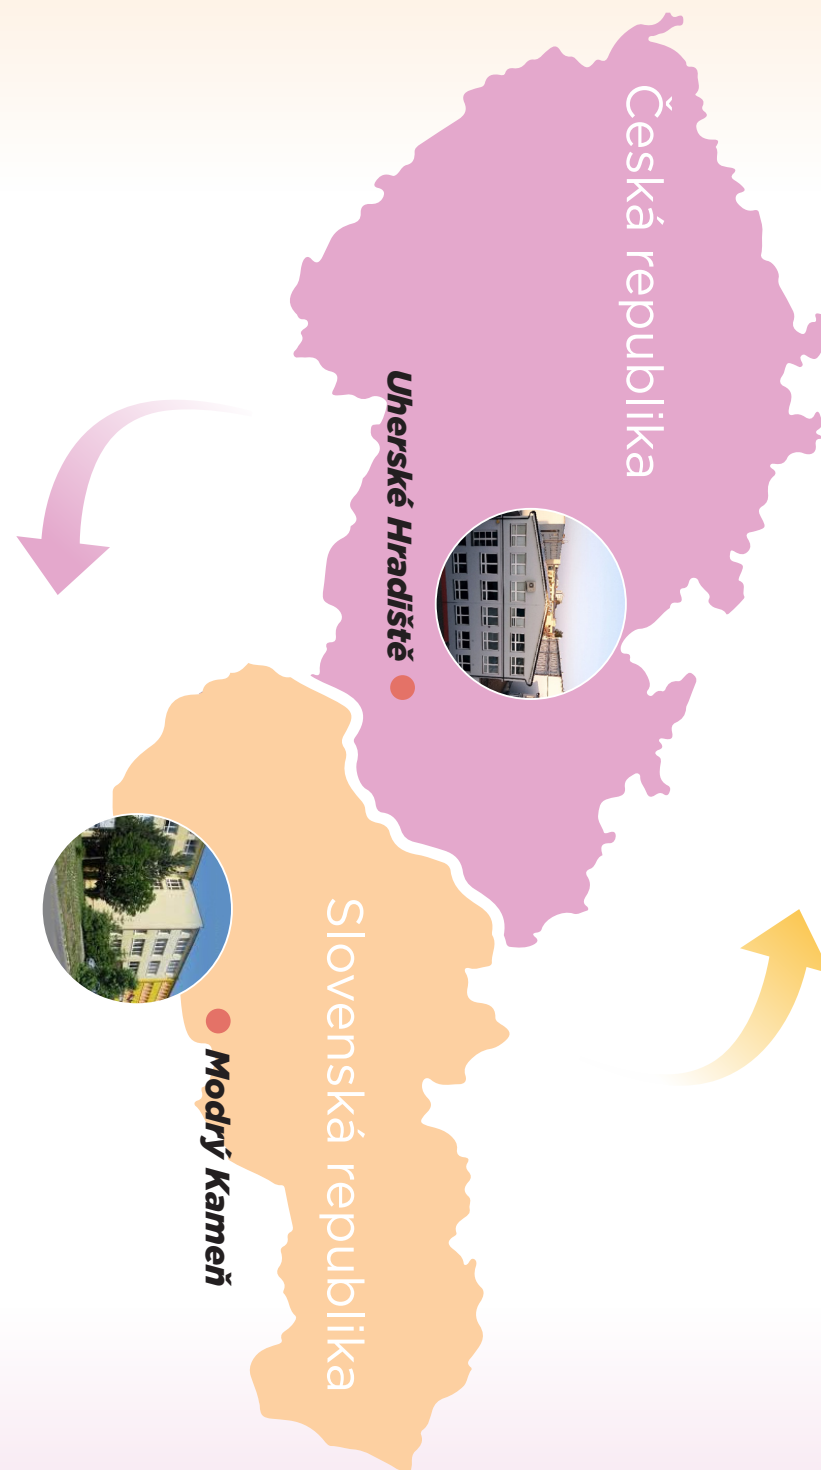 Česká republika
Uherské Hradiště
Slovenská republika
Modrý Kameň